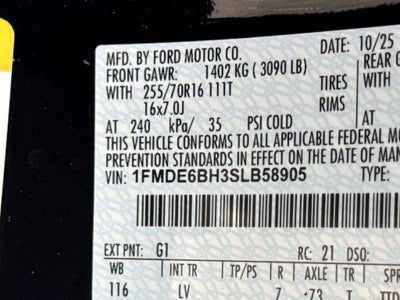 MFD. BY FORD MOTOR CO.
DATE: 10/25
FRONT GAWR: 1402 KG ( 3090 LB)
REAR G
WITH
WITH 255/70R16 111T TIRES
16x7.0J RIMS
AT 240 kPa/ 35 PSI COLD
AT
THIS VEHICLE CONFORMS TO ALL APPLICABLE FEDERAL MO
PREVENTION STANDARDS IN EFFECT ON THE DATE OF MAN
VIN: 1FMDE6BH3SLB58905 TYPE:
EXT PNT: G1 RC: 21 DSO:
WB INT TR TP/PS R AXLE TR SPR
116 LV 7 .73 T TTD